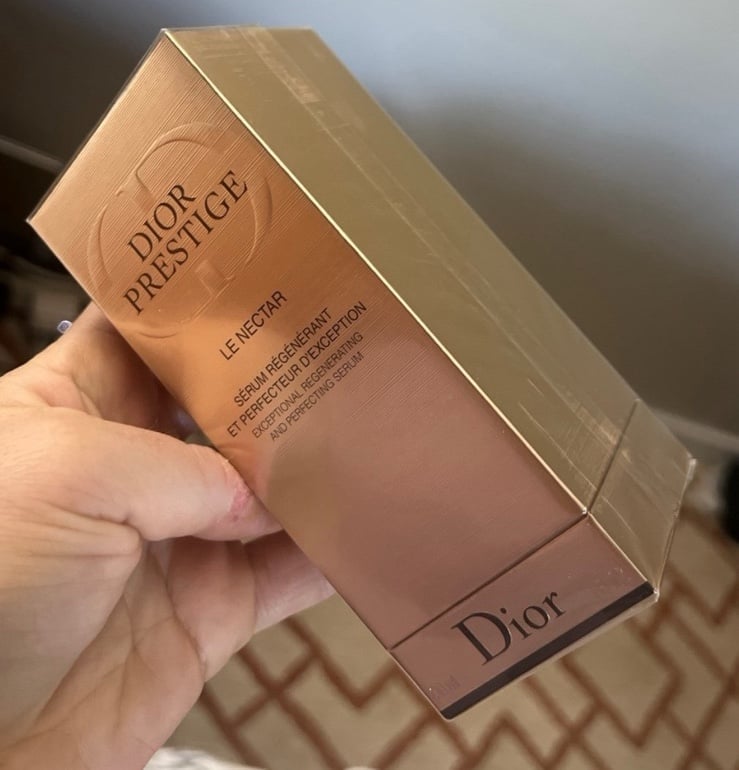 DIOR
PRESTIGE
LE NECTAR
SÉRUM RÉGÉNÉRANT
ET PERFECTEUR D'EXCEPTION
EXCEPTIONAL REGENERATING
AND PERFECTING SERUM
Dior